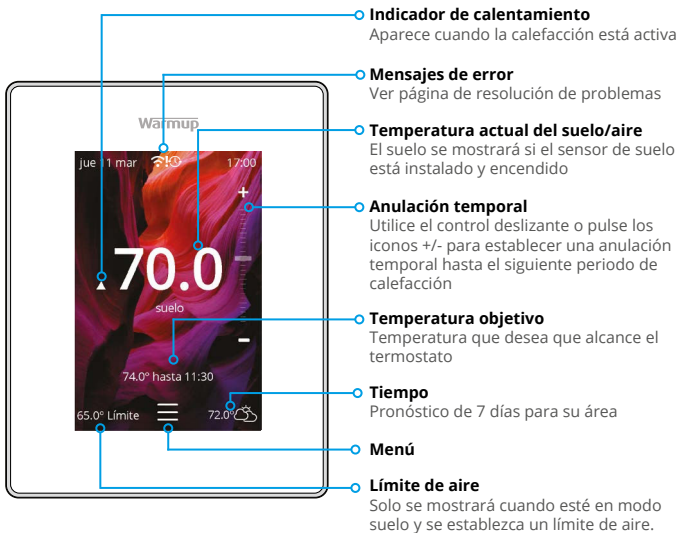 Indicador de calentamiento
Aparece cuando la calefacción está activa
Mensajes de error
Ver página de resolución de problemas
Temperatura actual del suelo/aire
El suelo se mostrará si el sensor de suelo
está instalado y encendido
Anulación temporal
Utilice el control deslizante o pulse los
iconos +/- para establecer una anulación
temporal hasta el siguiente periodo de
calefacción
Temperatura objetivo
Temperatura que desea que alcance el
termostato
Tiempo
Pronóstico de 7 días para su área
Menú
Límite de aire
Solo se mostrará cuando esté en modo
suelo y se establezca un límite de aire.
Warmup
jue 11 mar 17:00
+
70.0
suelo
-
74.0° hasta 11:30
65.0° Límite 72.0°